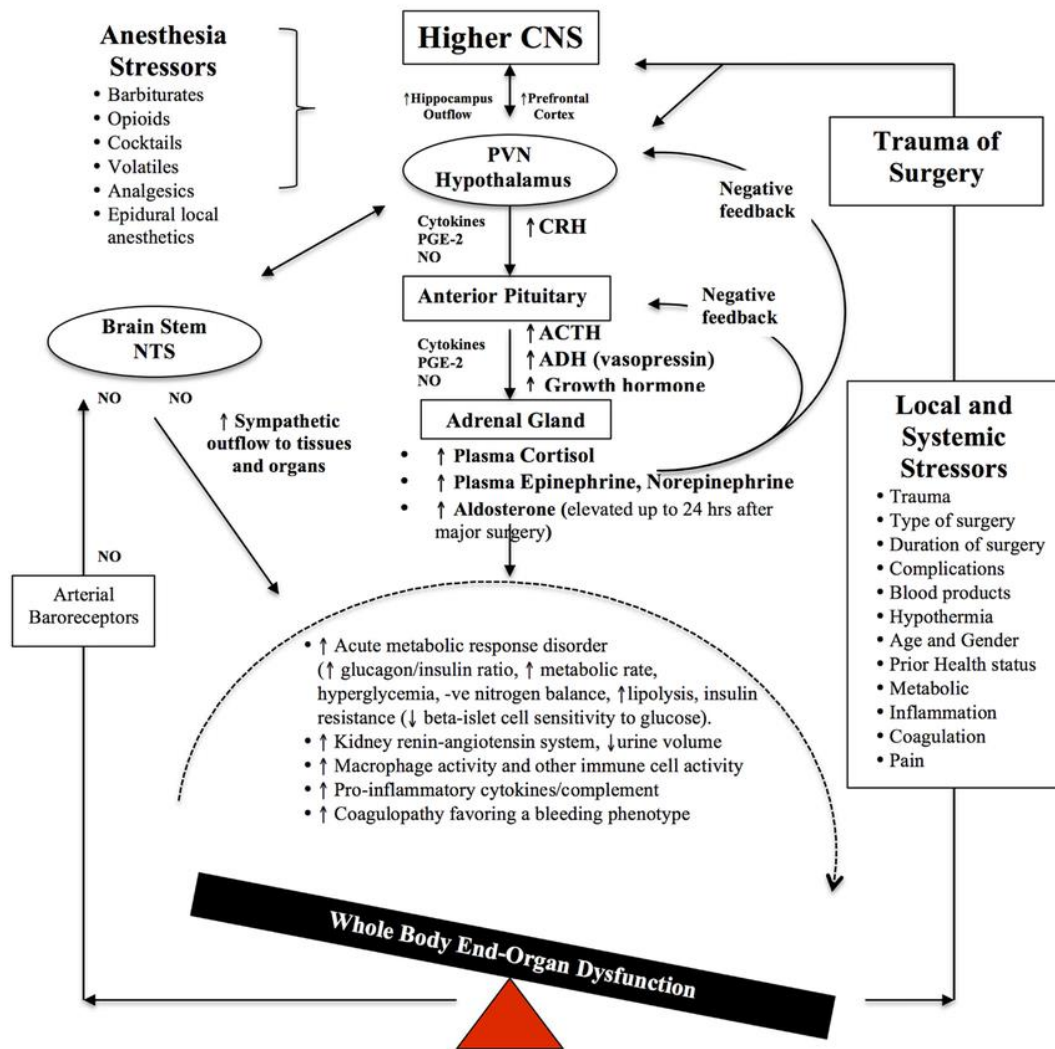 Anesthesia
Stressors
• Barbiturates
• Opioids
• Cocktails
• Volatiles
• Analgesics
• Epidural local
anesthetics
Higher CNS
↑Hippocampus
Outflow
↑Prefrontal
Cortex
PVN
Hypothalamus
Trauma of
Surgery
Negative
feedback
Cytokines
PGE-2
NO
↑ CRH
Anterior Pituitary
Negative
feedback
Brain Stem
NTS
NO NO
Cytokines
PGE-2
NO
↑ ACTH
↑ ADH (vasopressin)
↑ Growth hormone
↑ Sympathetic
outflow to tissues
and organs
Adrenal Gland
• ↑ Plasma Cortisol
• ↑ Plasma Epinephrine, Norepinephrine
• ↑ Aldosterone (elevated up to 24 hrs after
major surgery)
Local and
Systemic
Stressors
• Trauma
• Type of surgery
• Duration of surgery
• Complications
• Blood products
• Hypothermia
• Age and Gender
• Prior Health status
• Metabolic
• Inflammation
• Coagulation
• Pain
NO
Arterial
Baroreceptors
• ↑ Acute metabolic response disorder
(↑ glucagon/insulin ratio, ↑ metabolic rate,
hyperglycemia, -ve nitrogen balance, ↑lipolysis, insulin
resistance (↓ beta-islet cell sensitivity to glucose).
• ↑ Kidney renin-angiotensin system, ↓urine volume
• ↑ Macrophage activity and other immune cell activity
• ↑ Pro-inflammatory cytokines/complement
• ↑ Coagulopathy favoring a bleeding phenotype
Whole Body End-Organ Dysfunction